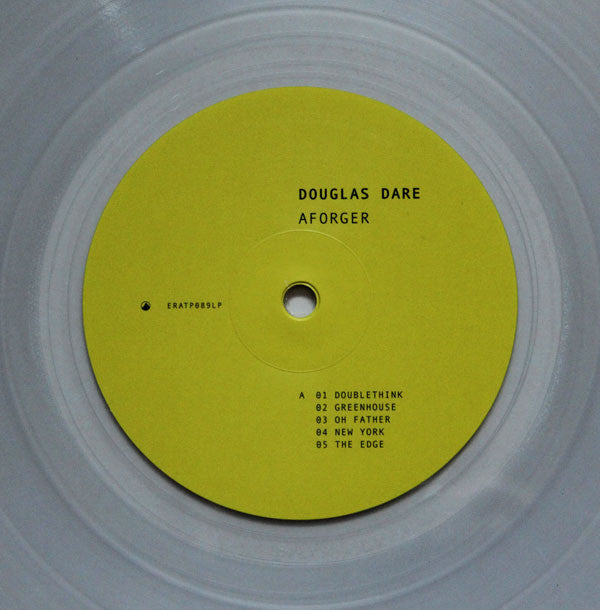 DOUGLAS DARE
AFORGER
ERATP089LP
A 01 DOUBLETHINK
02 GREENHOUSE
03 OH FATHER
04 NEW YORK
05 THE EDGE